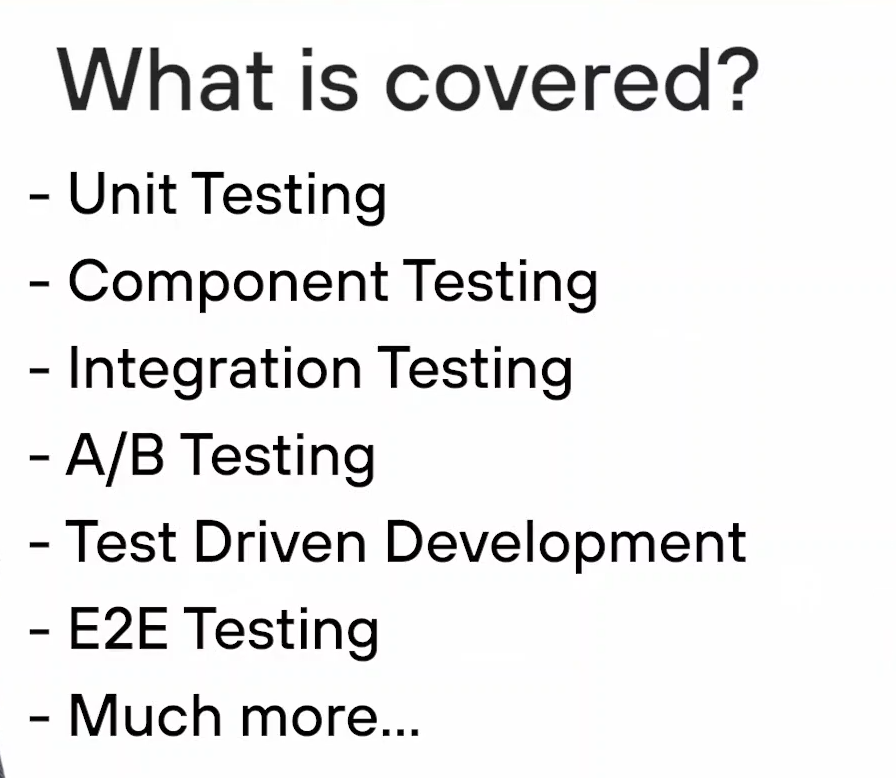 What is covered?
- Unit Testing
- Component Testing
- Integration Testing
- A/B Testing
- Test Driven Development
- E2E Testing
- Much more...